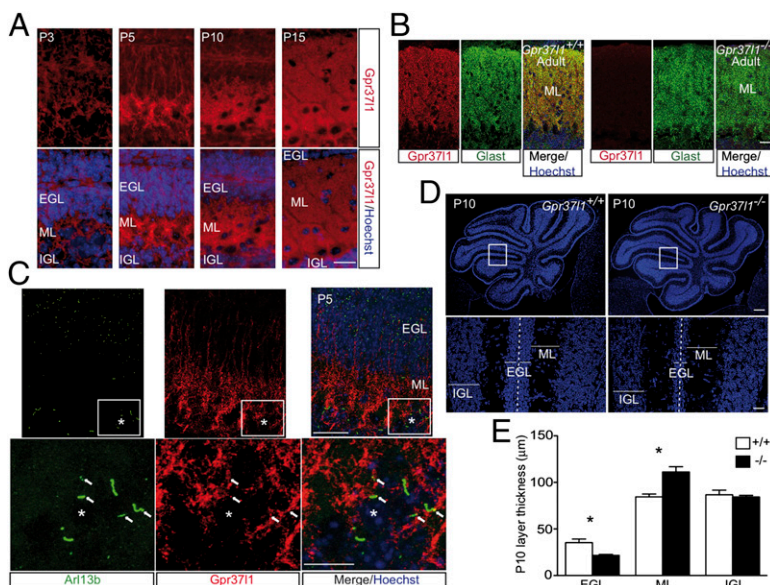 A
P3 P5 P10 P15
Gpr37l1
EGL EGL EGL EGL
ML ML ML ML
IGL IGL IGL IGL
Gpr37l1/Hoechst
B
Gpr37l1+/+ Gpr37l1-/-
Adult Adult
ML ML
Gpr37l1 Glast Merge/Hoechst Gpr37l1 Glast Merge/Hoechst
C
P5
EGL
ML
* * *
* * *
Arl13b Gpr37l1 Merge/Hoechst
D
P10 Gpr37l1+/+ P10 Gpr37l1-/-
ML ML
EGL EGL
IGL IGL
E
P10 layer thickness (μm)
150
100
50
0
+/+
-/-
* *
EGL ML IGL